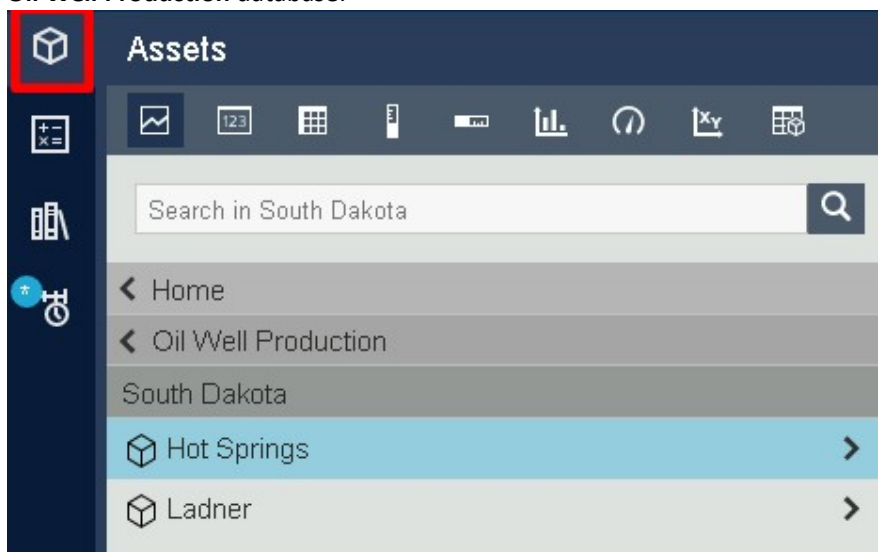 Oil Well Production database.
Assets
123
Search in South Dakota
Home
Oil Well Production
South Dakota
Hot Springs
Ladner